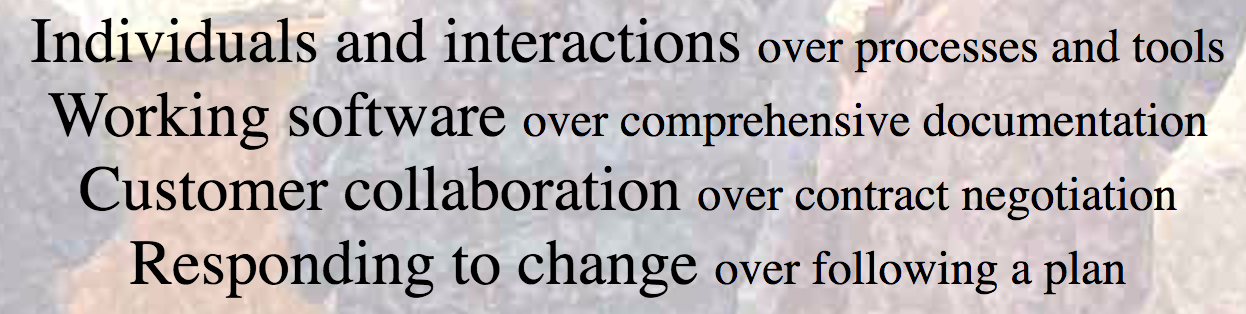 Individuals and interactions over processes and tools
Working software over comprehensive documentation
Customer collaboration over contract negotiation
Responding to change over following a plan